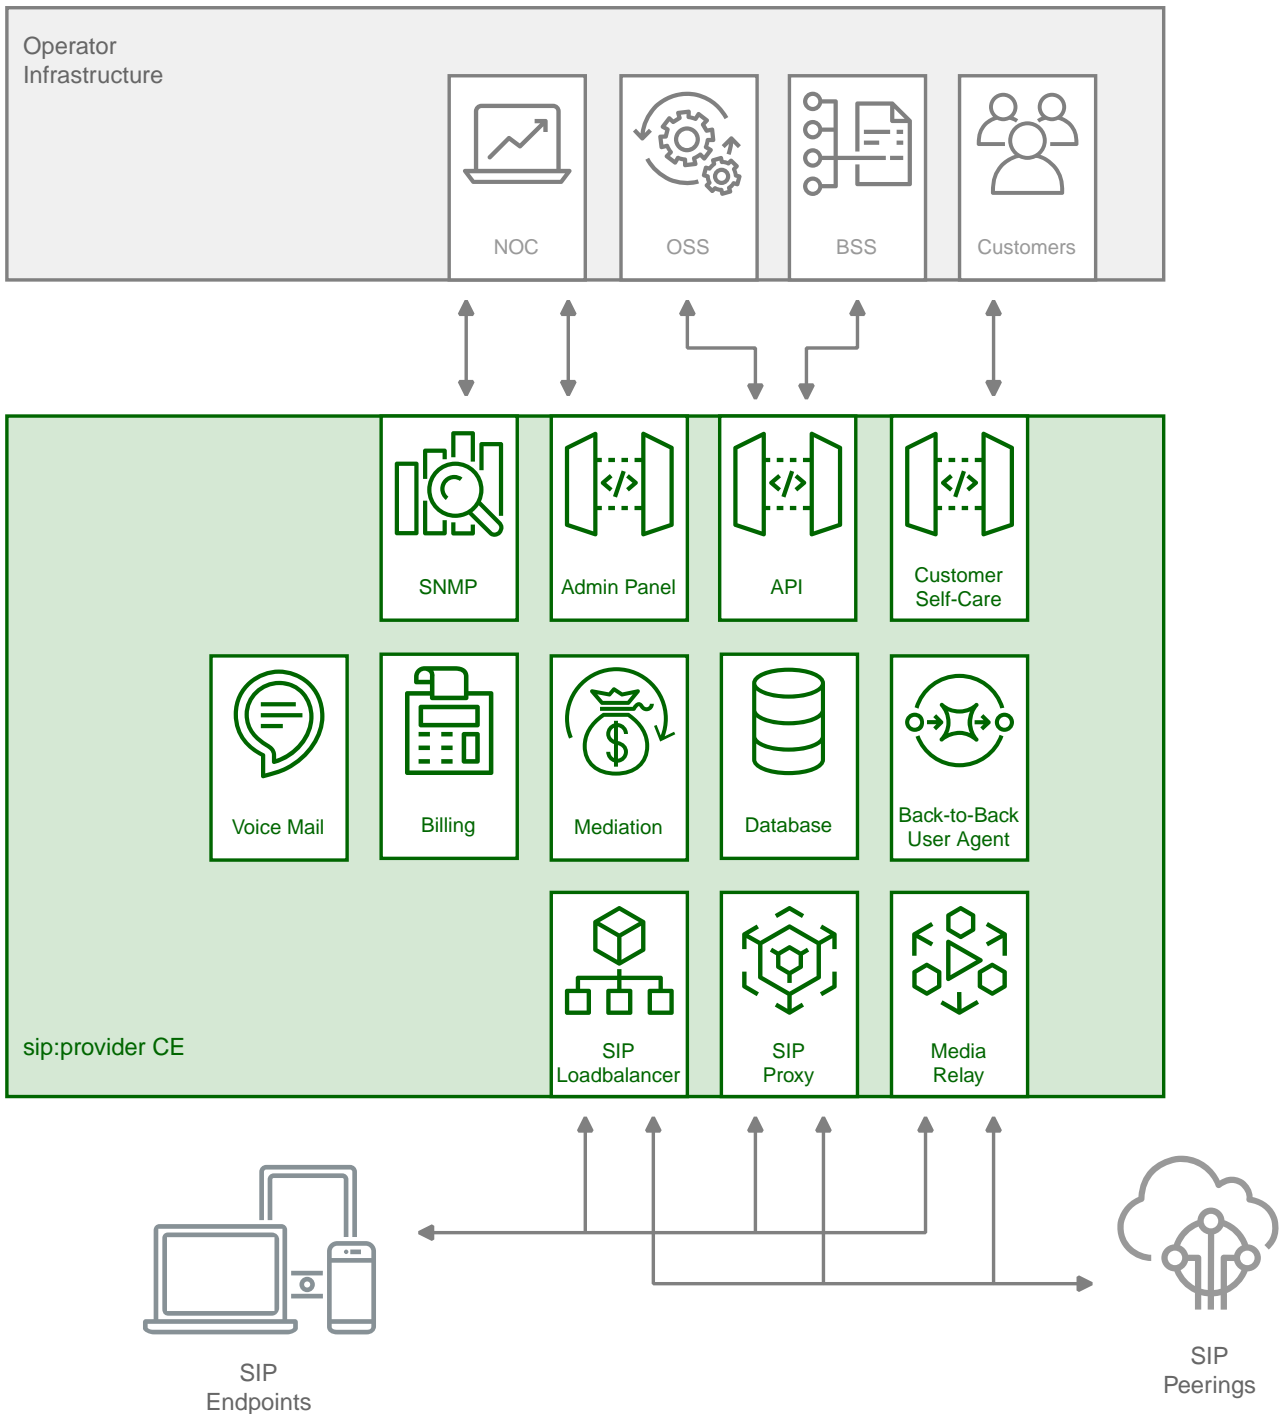 Operator
Infrastructure
NOC
OSS
BSS
Customers
SNMP
Admin Panel
API
Customer
Self-Care
</>
</>
</>
Voice Mail
Billing
Mediation
Database
Back-to-Back
User Agent
$
sip:provider CE
SIP
Loadbalancer
SIP
Proxy
Media
Relay
SIP
Endpoints
SIP
Peerings